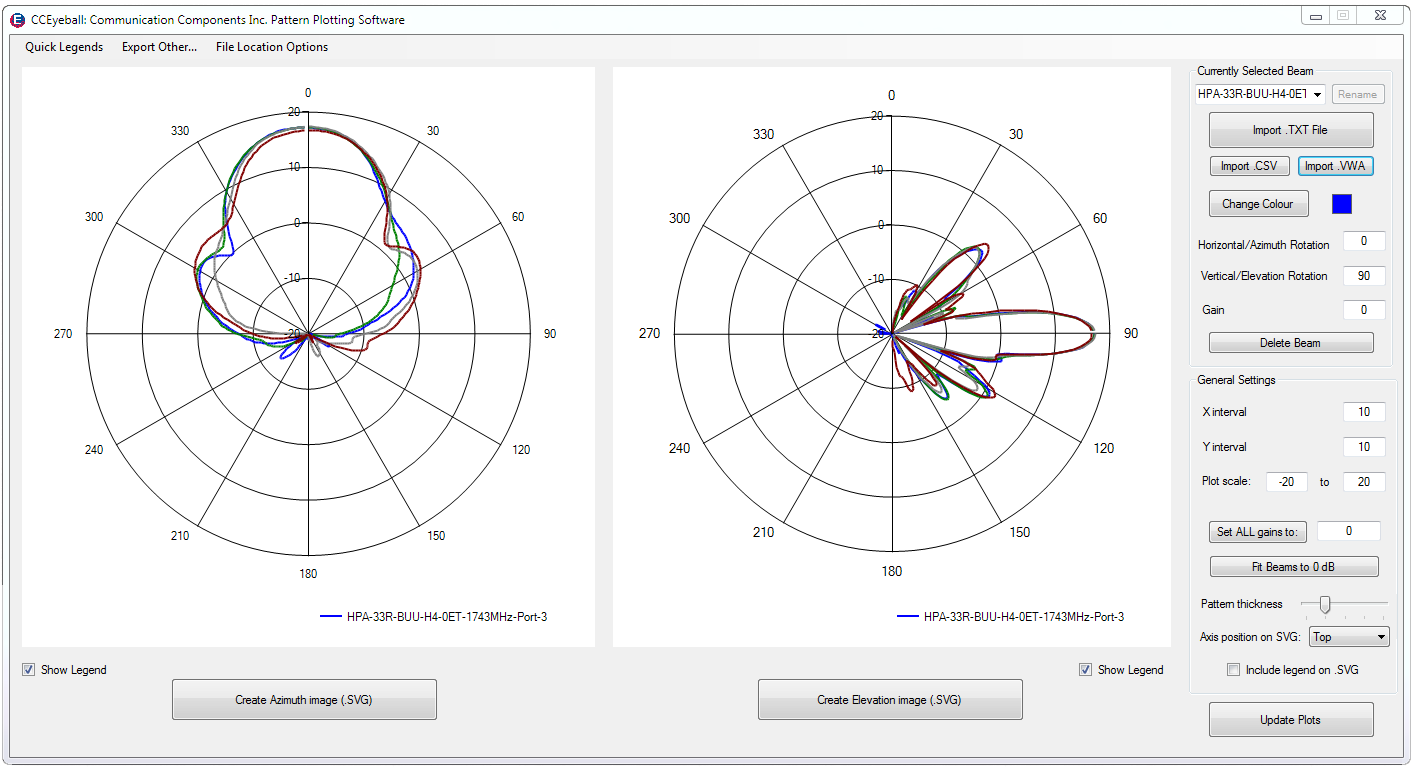 CCEyeball: Communication Components Inc. Pattern Plotting Software
Quick Legends Export Other... File Location Options
0
20
330 30
10
300 60
0
-10
270 -20 90
240 120
210 150
180
HPA-33R-BUU-H4-0ET-1743MHz-Port-3
Show Legend
Create Azimuth image (.SVG)
0
20
330 30
10
300 60
0
-10
270 90
240 120
210 150
180
HPA-33R-BUU-H4-0ET-1743MHz-Port-3
Show Legend
Create Elevation image (.SVG)
Currently Selected Beam
HPA-33R-BUU-H4-0ET Rename
Import .TXT File
Import .CSV Import .VWA
Change Colour
Horizontal/Azimuth Rotation 0
Vertical/Elevation Rotation 90
Gain 0
Delete Beam
General Settings
X interval 10
Y interval 10
Plot scale: -20 to 20
Set ALL gains to: 0
Fit Beams to 0 dB
Pattern thickness
Axis position on SVG: Top
Include legend on .SVG
Update Plots